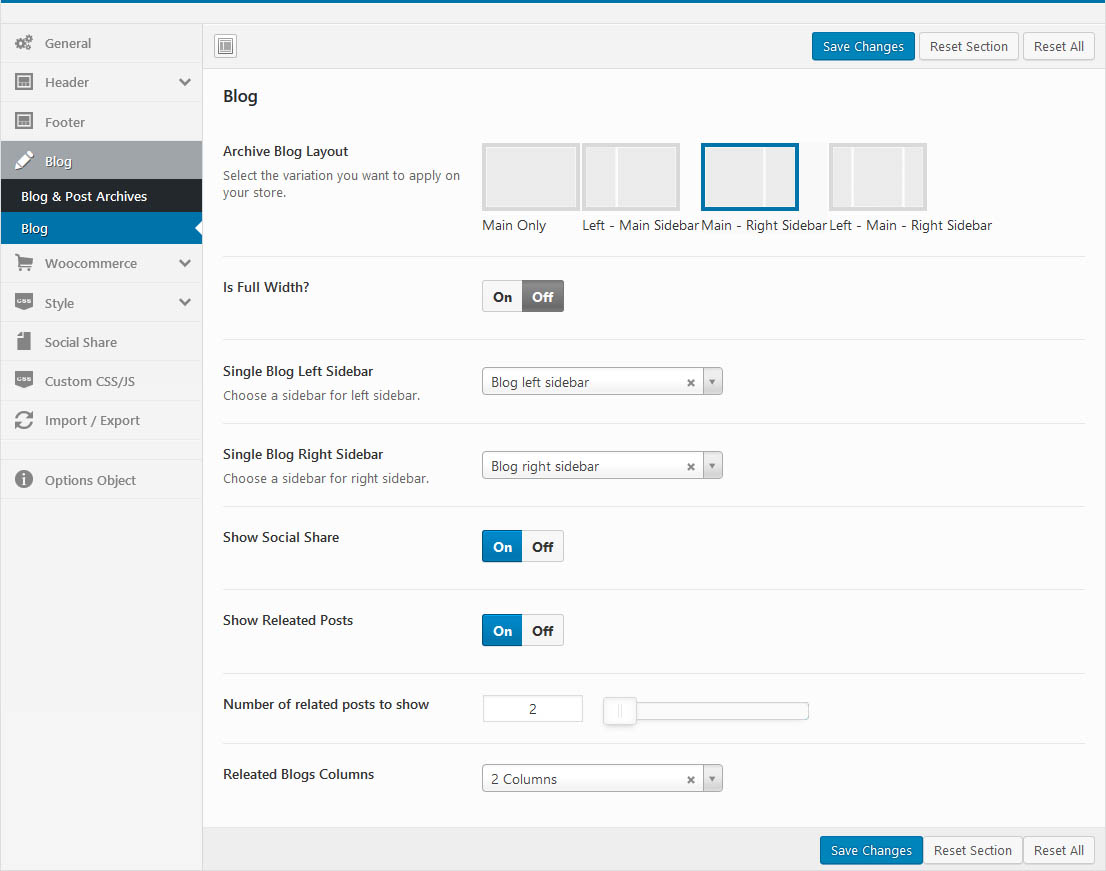 General
Header
Footer
Blog
Blog & Post Archives
Blog
Woocommerce
CSS
Style
Social Share
CSS
Custom CSS/JS
Import / Export
Options Object
Save Changes Reset Section Reset All
Blog
Archive Blog Layout
Select the variation you want to apply on
your store.
Main Only Left - Main Sidebar Main - Right Sidebar Left - Main - Right Sidebar
Is Full Width?
On Off
Single Blog Left Sidebar
Choose a sidebar for left sidebar.
Blog left sidebar
Single Blog Right Sidebar
Choose a sidebar for right sidebar.
Blog right sidebar
Show Social Share
On Off
Show Releated Posts
On Off
Number of related posts to show
2
Releated Blogs Columns
2 Columns
Save Changes Reset Section Reset All